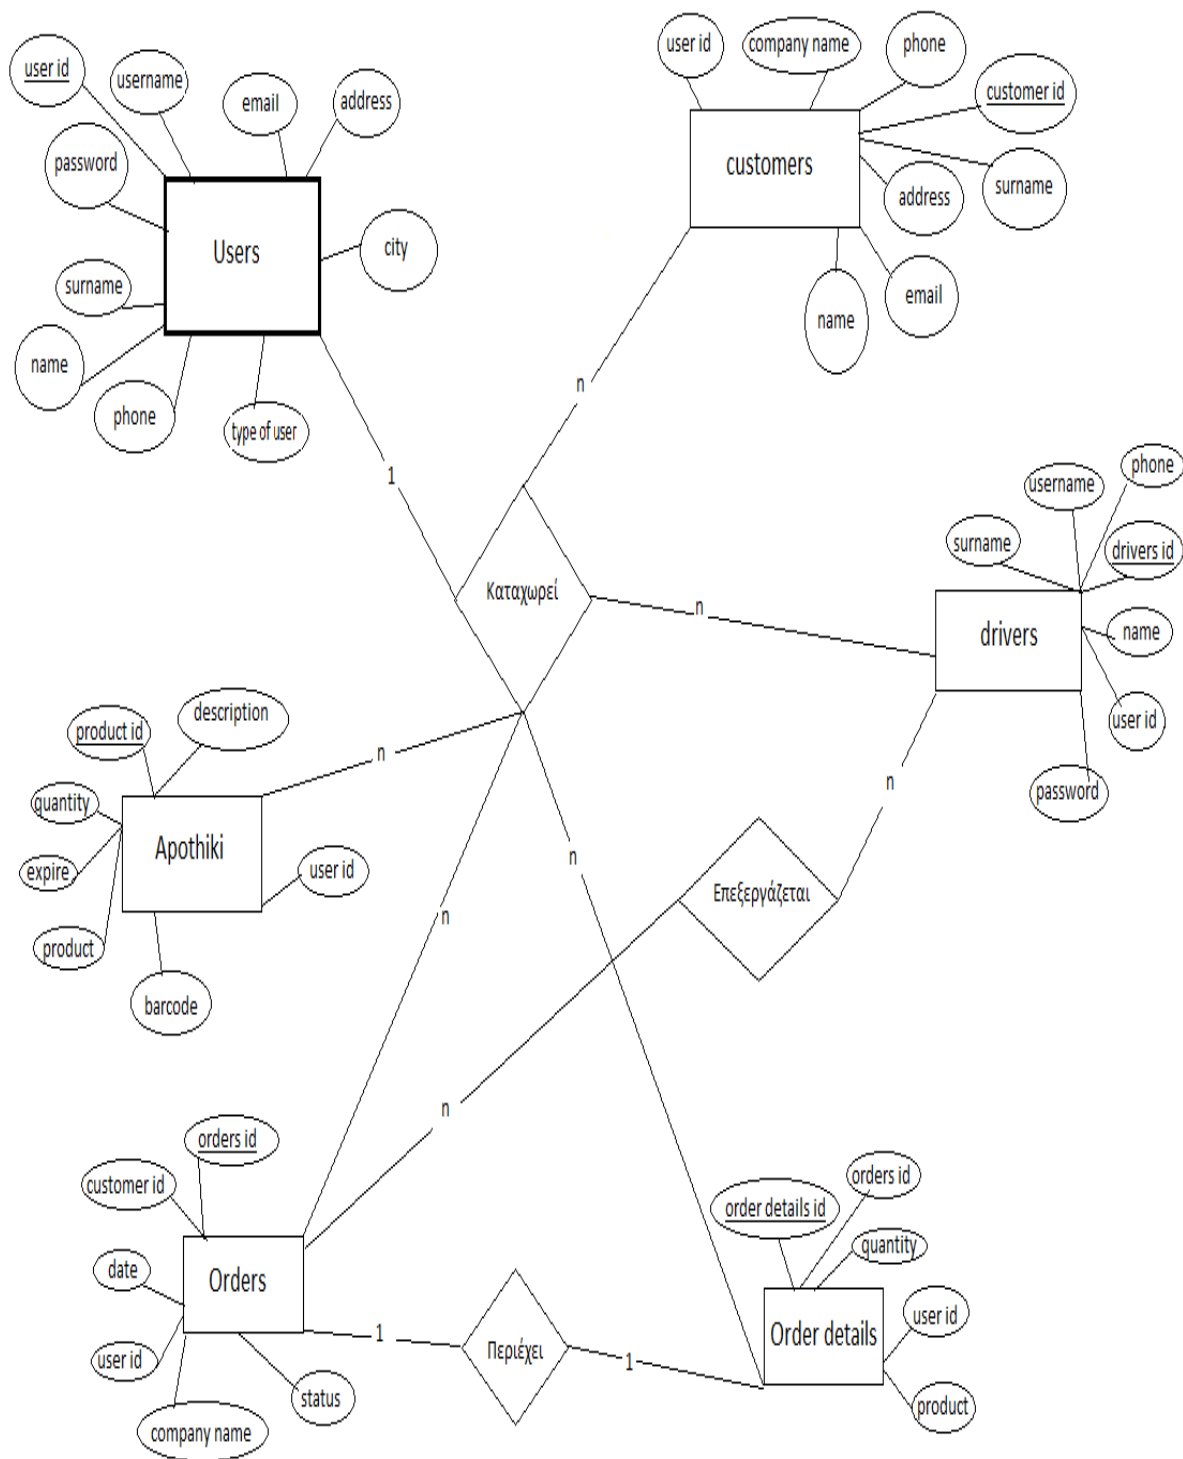 user id
username
email
address
password
Users
city
surname
name
phone
type of user
user id
company name
phone
customer id
customers
surname
address
email
name
n
1
Καταχωρεί
n
phone
username
surname
drivers id
drivers
name
user id
password
product id
description
n
quantity
Apothiki
expire
user id
product
barcode
n
n
n
Επεξεργάζεται
n
orders id
customer id
date
Orders
user id
status
company name
1
Περιέχει
1
orders id
order details id
quantity
user id
Order details
product